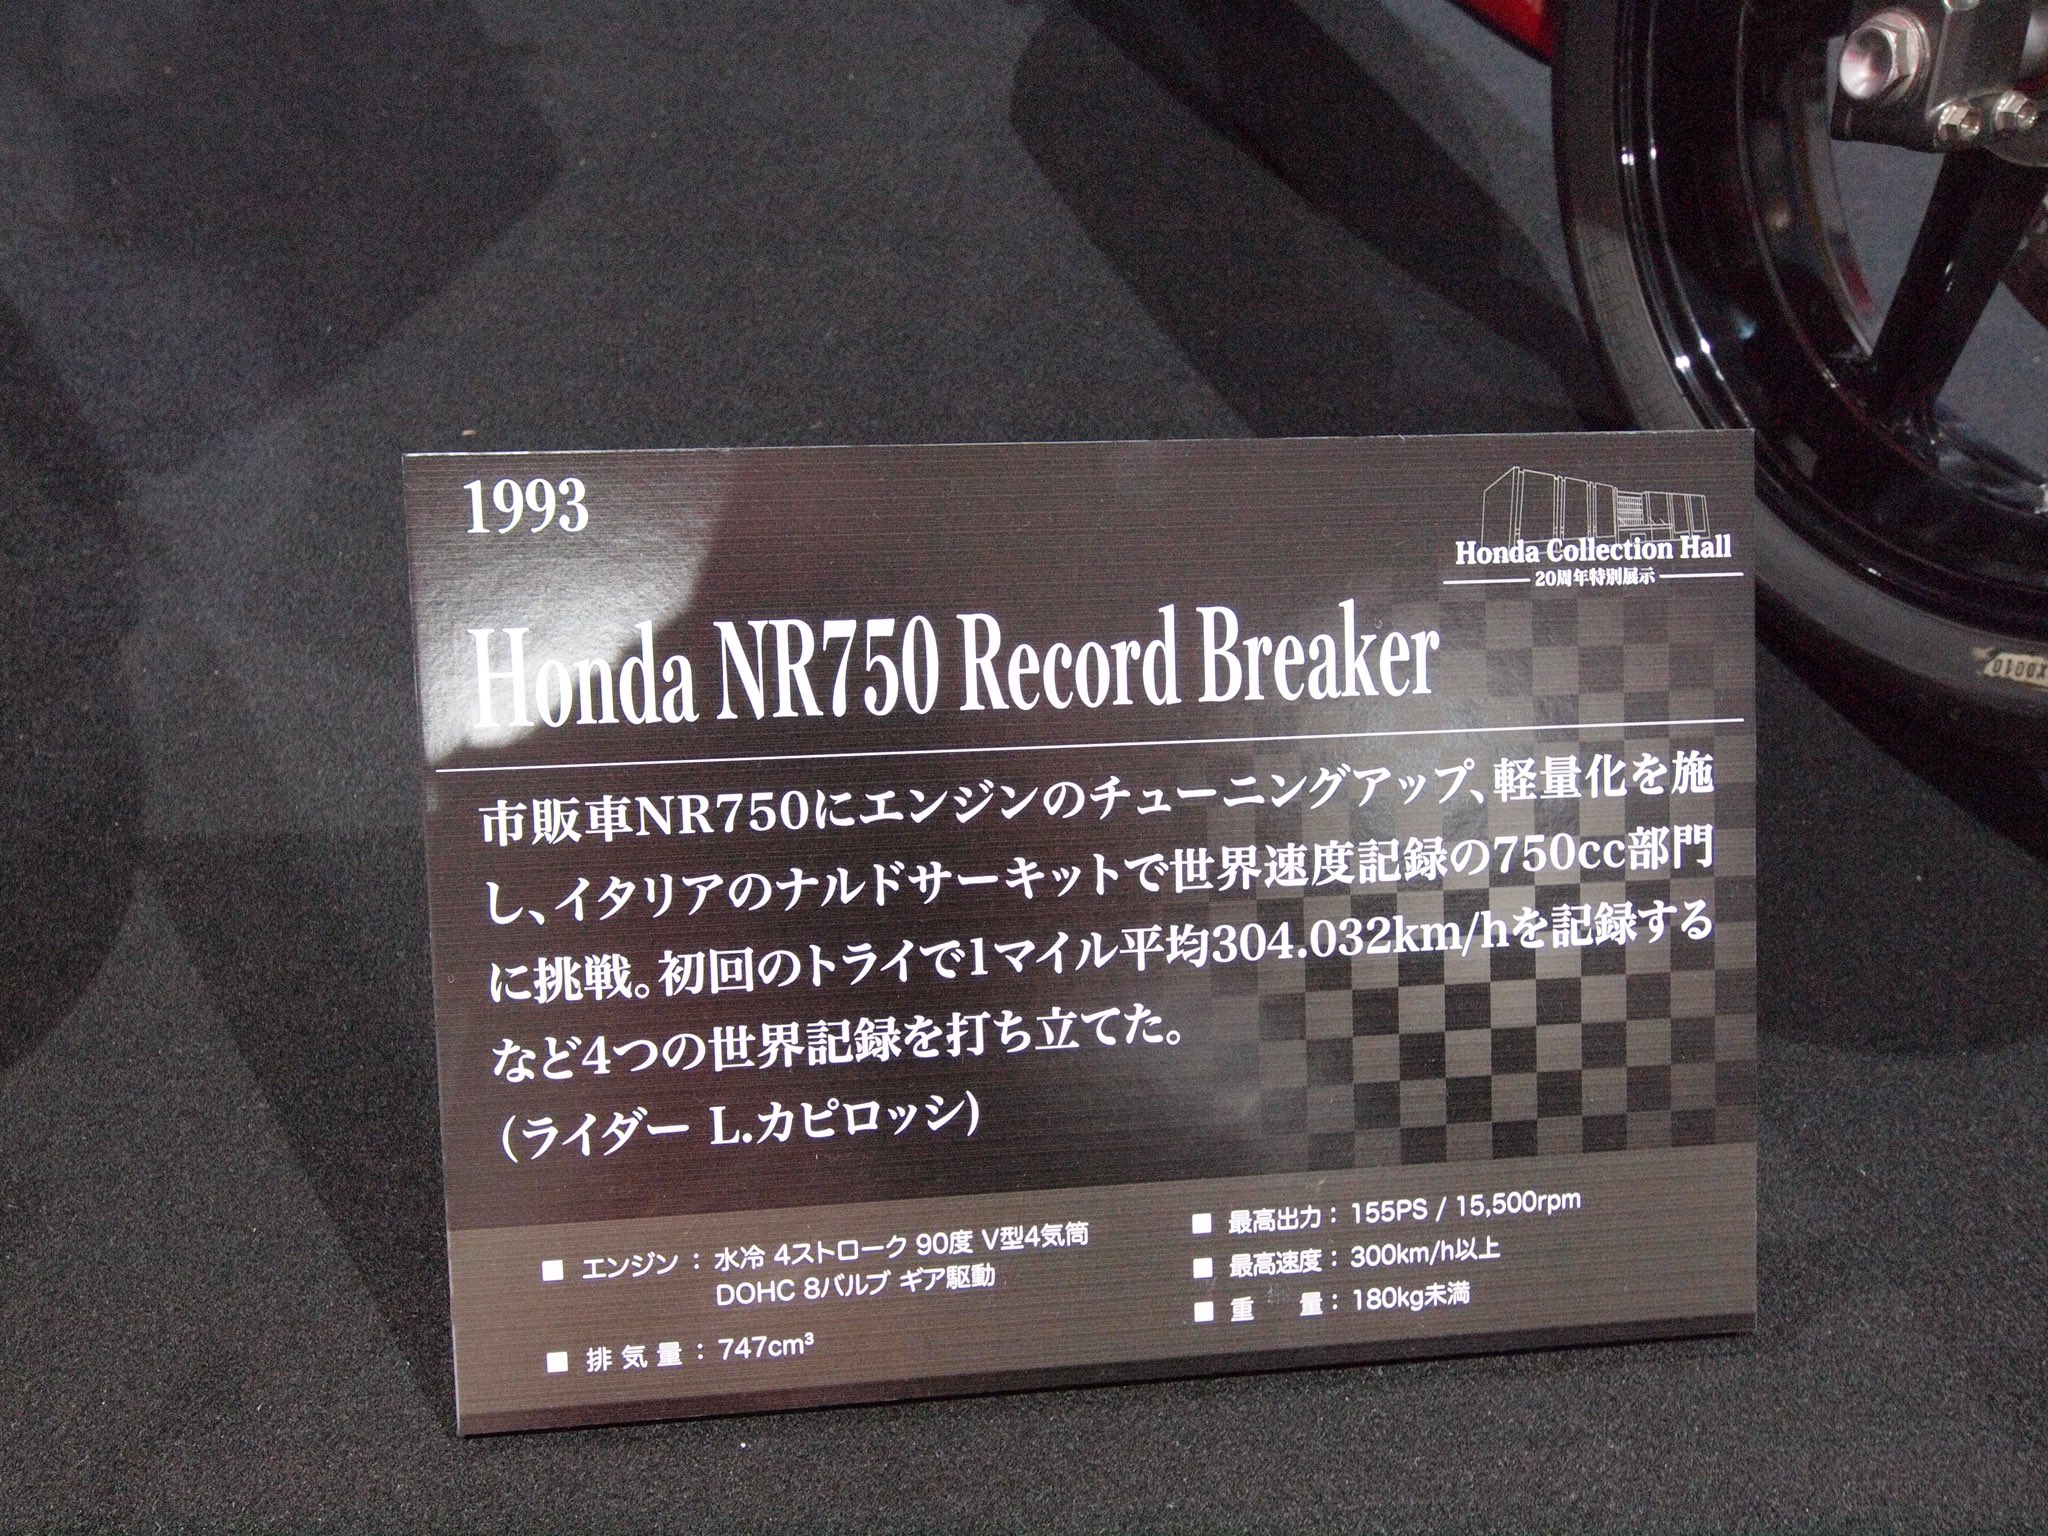 1993
Honda Collection Hall
20周年特別展示
Honda NR750 Record Breaker
市販車NR750にエンジンのチューニングアップ、軽量化を施
し、イタリアのナルドサーキットで世界速度記録の750cc部門
に挑戦。初回のトライで1マイル平均304.032km/hを記録する
など4つの世界記録を打ち立てた。
(ライダー L.カピロッシ)
■ エンジン : 水冷 4ストローク 90度 V型4気筒
DOHC 8バルブ ギア駆動
■ 排気量 : 747cm³
■ 最高出力 : 155PS / 15,500rpm
■ 最高速度 : 300km/h以上
■ 重 量 : 180kg未満